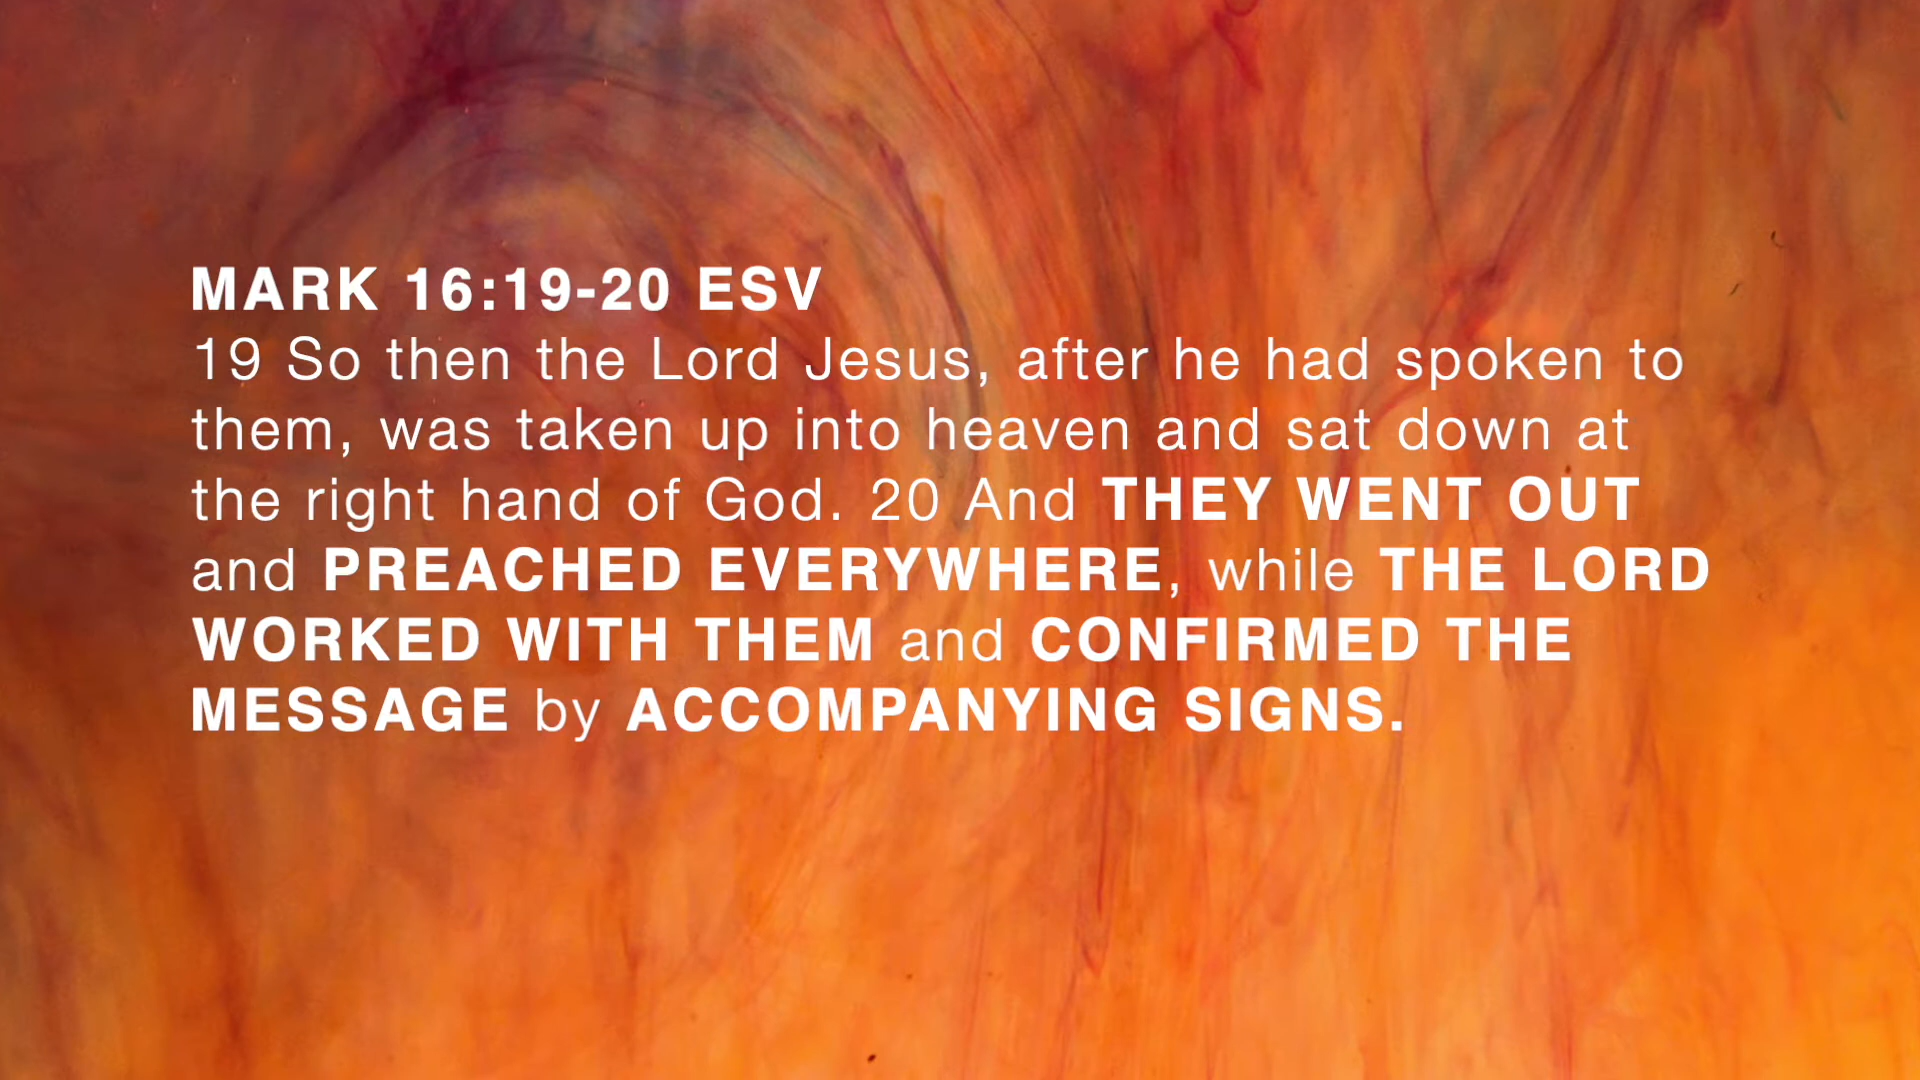 MARK 16:19-20 ESV
19 So then the Lord Jesus, after he had spoken to
them, was taken up into heaven and sat down at
the right hand of God. 20 And THEY WENT OUT
and PREACHED EVERYWHERE, while THE LORD
WORKED WITH THEM and CONFIRMED THE
MESSAGE by ACCOMPANYING SIGNS.